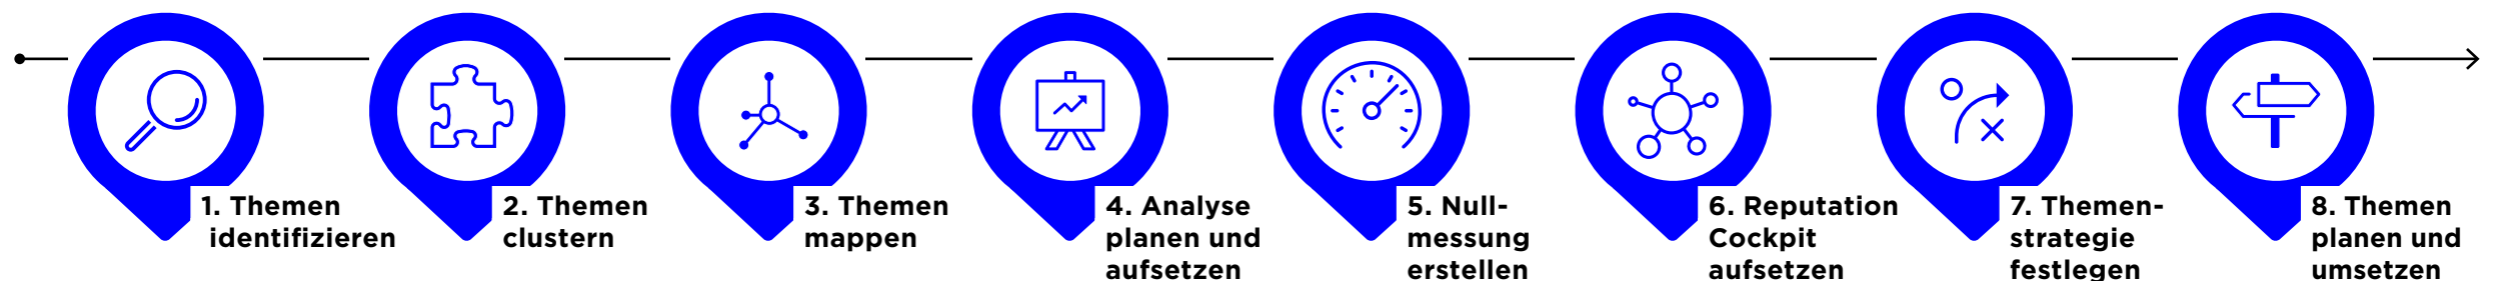 1. Themen
identifizieren
2. Themen
clustern
3. Themen
mappen
4. Analyse
planen und
aufsetzen
5. Null-
messung
erstellen
6. Reputation
Cockpit
aufsetzen
7. Themen-
strategie
festlegen
8. Themen
planen und
umsetzen